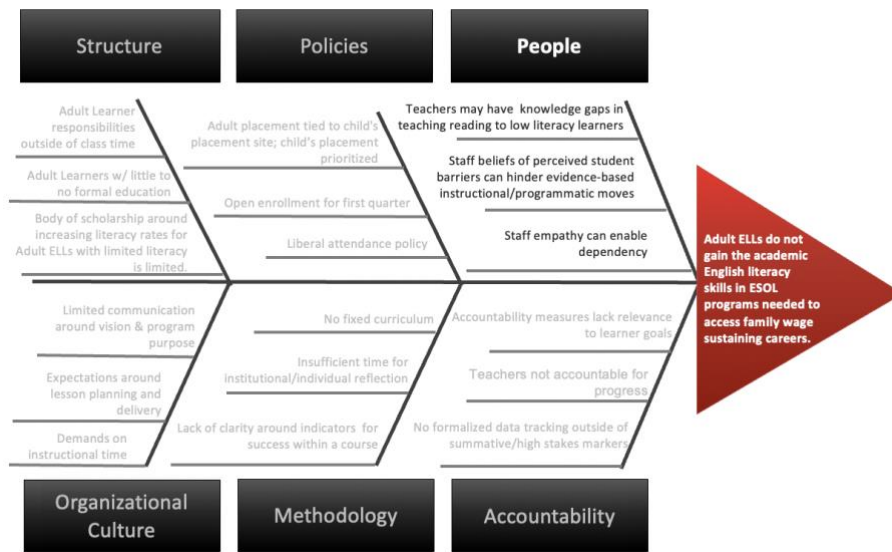 Structure
Policies
People
Adult Learner
responsibilities
outside of class time
Adult Learners w/ little to
no formal education
Body of scholarship around
increasing literacy rates for
Adult ELLs with limited literacy
is limited.
Adult placement tied to child's
placement site; child's placement
prioritized
Open enrollment for first quarter
Liberal attendance policy
Teachers may have knowledge gaps in
teaching reading to low literacy learners
Staff beliefs of perceived student
barriers can hinder evidence-based
instructional/programmatic moves
Staff empathy can enable
dependency
Adult ELLs do not
gain the academic
English literacy
skills in ESOL
programs needed to
access family wage
sustaining careers.
Limited communication
around vision & program
purpose
Expectations around
lesson planning and
delivery
Demands on
instructional time
No fixed curriculum
Insufficient time for
institutional/individual reflection
Lack of clarity around indicators for
success within a course
Accountability measures lack relevance
to learner goals
Teachers not accountable for
progress
No formalized data tracking outside of
summative/high stakes markers
Organizational
Culture
Methodology
Accountability